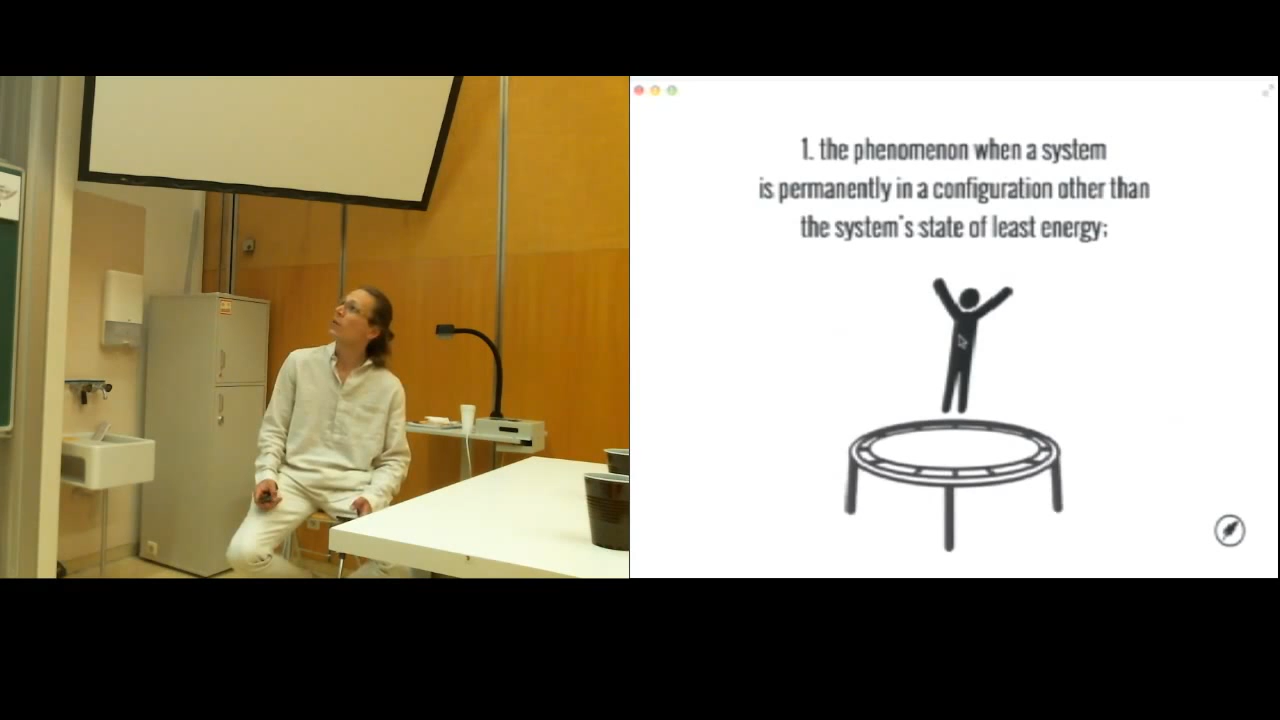 1. the phenomenon when a system
is permanently in a configuration other than
the system's state of least energy;